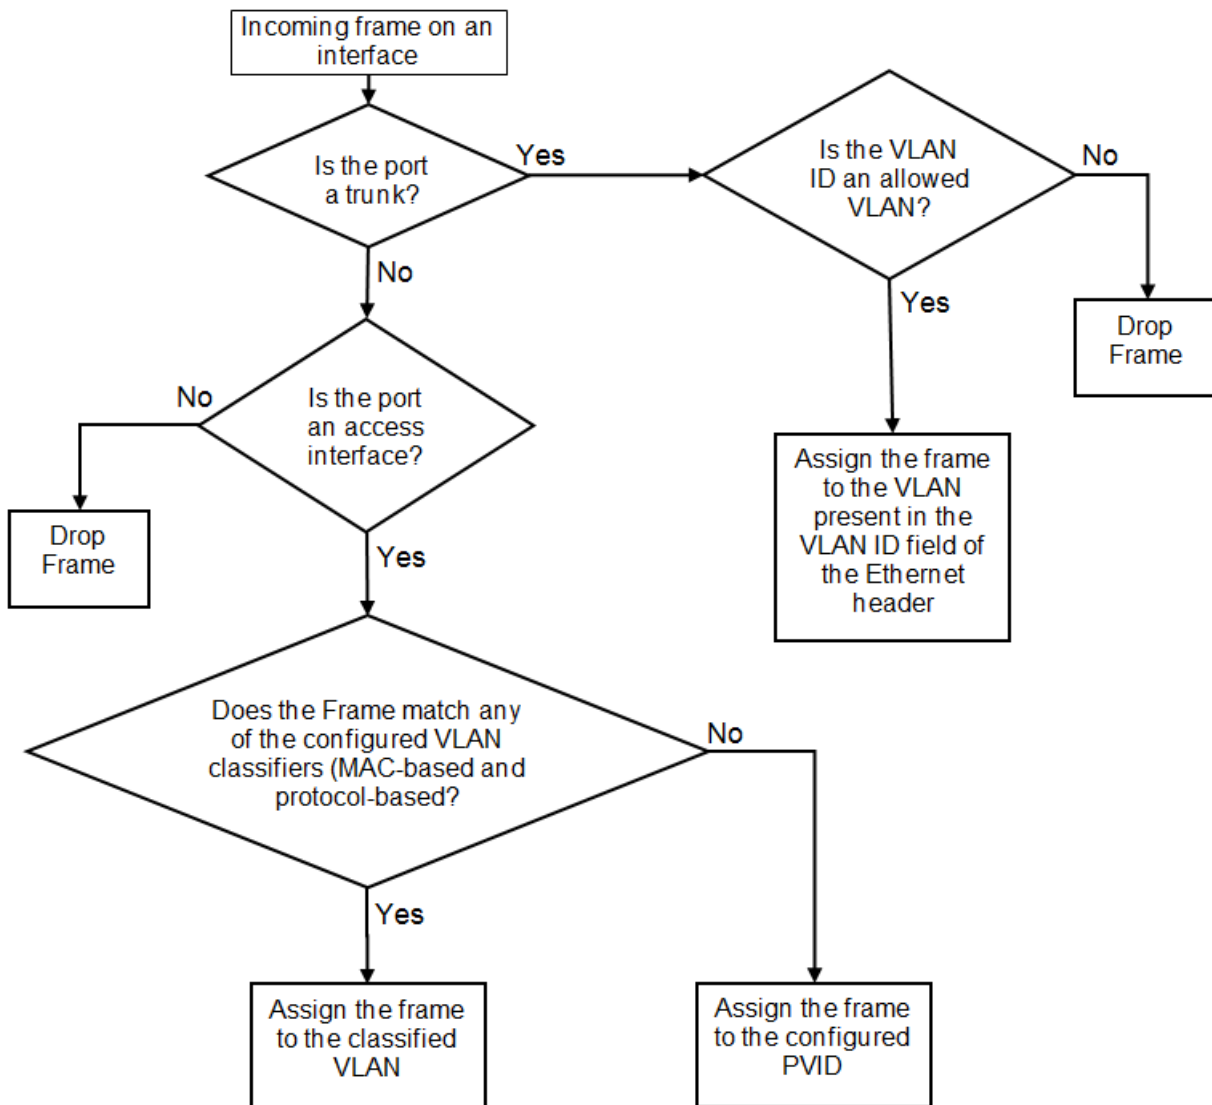 Incoming frame on an
interface
Is the port
a trunk?
Yes
Is the VLAN
ID an allowed
VLAN?
No
No
Yes
Drop
Frame
Is the port
an access
interface?
No
Drop
Frame
Yes
Assign the frame
to the VLAN
present in the
VLAN ID field of
the Ethernet
header
Does the Frame match any
of the configured VLAN
classifiers (MAC-based and
protocol-based?
No
Yes
Assign the frame
to the classified
VLAN
Assign the frame
to the configured
PVID